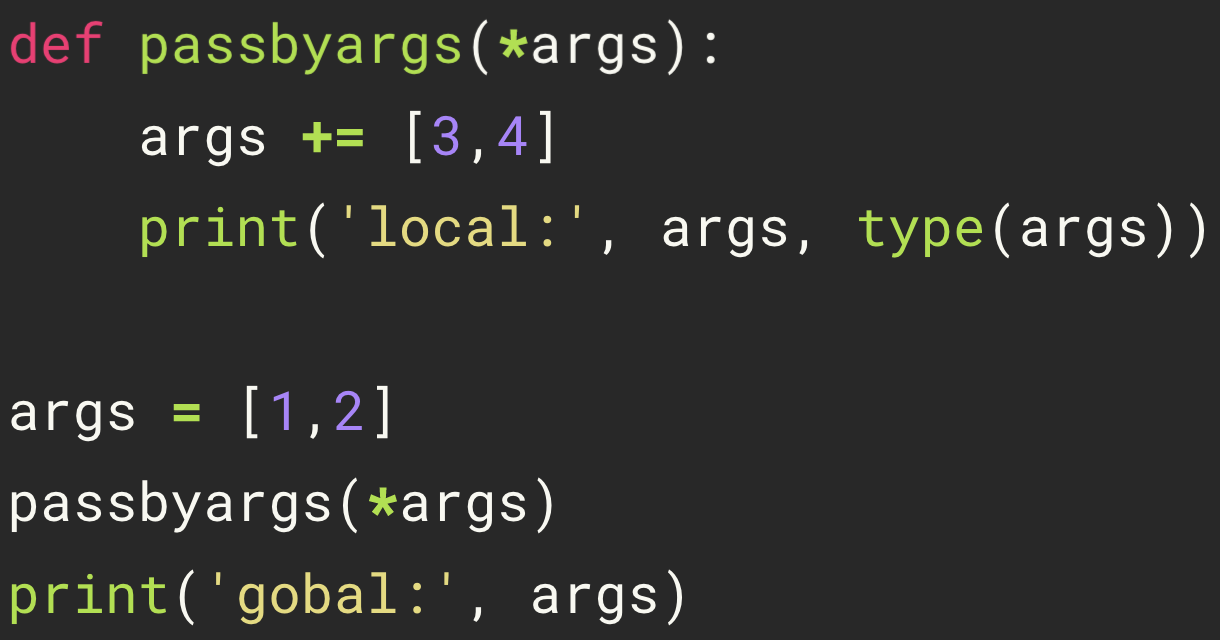 def passbyargs(*args):
    args += [3,4]
    print('local:', args, type(args))
args = [1,2]
passbyargs(*args)
print('gobal:', args)